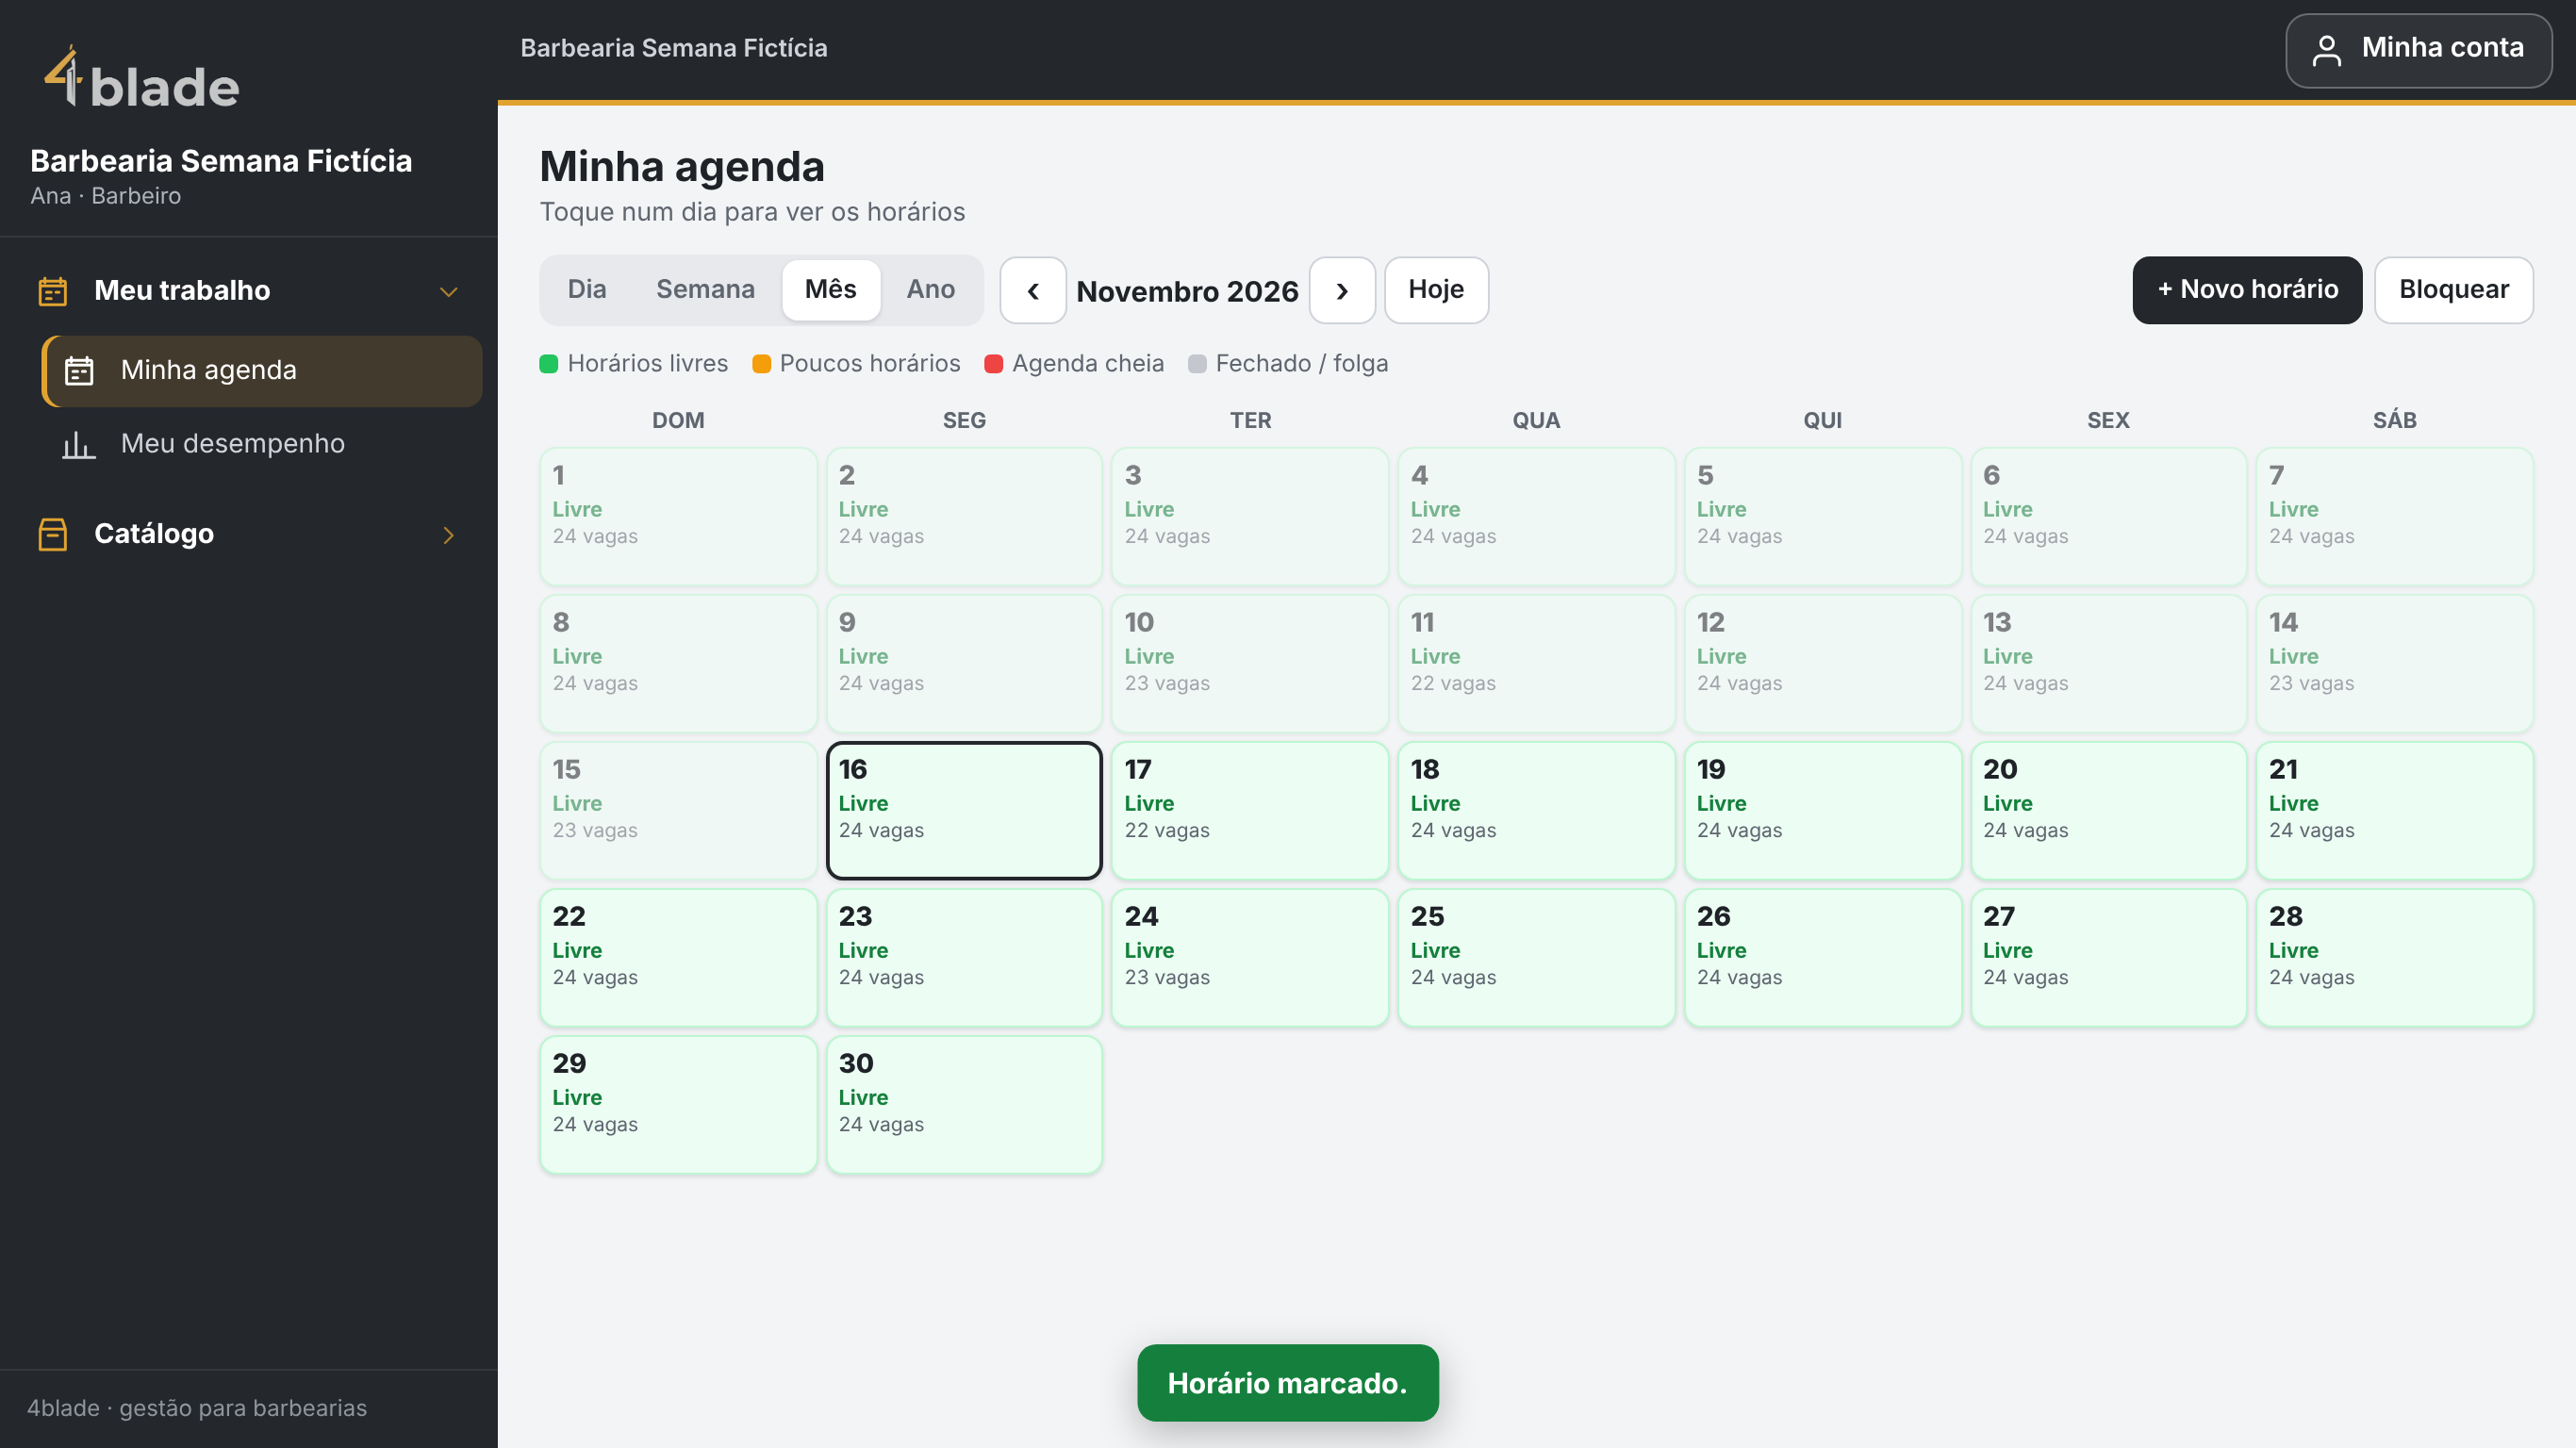 4blade
Barbearia Semana Fictícia
Ana · Barbeiro
Meu trabalho
Minha agenda
Meu desempenho
Catálogo
4blade · gestão para barbearias
Barbearia Semana Fictícia
Minha conta
Minha agenda
Toque num dia para ver os horários
Dia Semana Mês Ano ‹ Novembro 2026 › Hoje + Novo horário Bloquear
Horários livres Poucos horários Agenda cheia Fechado / folga
DOM SEG TER QUA QUI SEX SÁB
1 2 3 4 5 6 7
Livre Livre Livre Livre Livre Livre Livre
24 vagas 24 vagas 24 vagas 24 vagas 24 vagas 24 vagas 24 vagas
8 9 10 11 12 13 14
Livre Livre Livre Livre Livre Livre Livre
24 vagas 24 vagas 23 vagas 22 vagas 24 vagas 24 vagas 23 vagas
15 16 17 18 19 20 21
Livre Livre Livre Livre Livre Livre Livre
23 vagas 24 vagas 22 vagas 24 vagas 24 vagas 24 vagas 24 vagas
22 23 24 25 26 27 28
Livre Livre Livre Livre Livre Livre Livre
24 vagas 24 vagas 23 vagas 24 vagas 24 vagas 24 vagas 24 vagas
29 30
Livre Livre
24 vagas 24 vagas
Horário marcado.